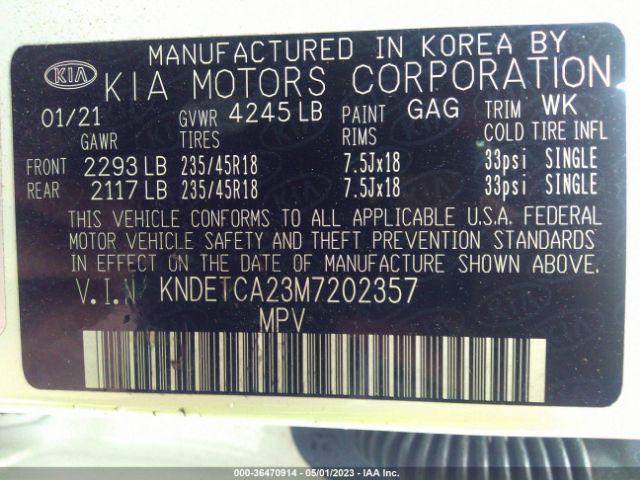 MANUFACTURED IN KOREA BY
KIA KIA MOTORS CORPORATION
01/21 GVWR 4245 LB PAINT GAG TRIM WK
GAWR TIRES RIMS COLD TIRE INFL
FRONT 2293 LB 235/45R18 7.5Jx18 33psi SINGLE
REAR 2117 LB 235/45R18 7.5Jx18 33psi SINGLE
THIS VEHICLE CONFORMS TO ALL APPLICABLE U.S.A. FEDERAL
MOTOR VEHICLE SAFETY AND THEFT PREVENTION STANDARDS
IN EFFECT ON THE DATE OF MANUFACTURE SHOWN ABOVE.
V.I.N KNDETCA23M7202357
MPV
000-36470914 - 05/01/2023 - IAA Inc.